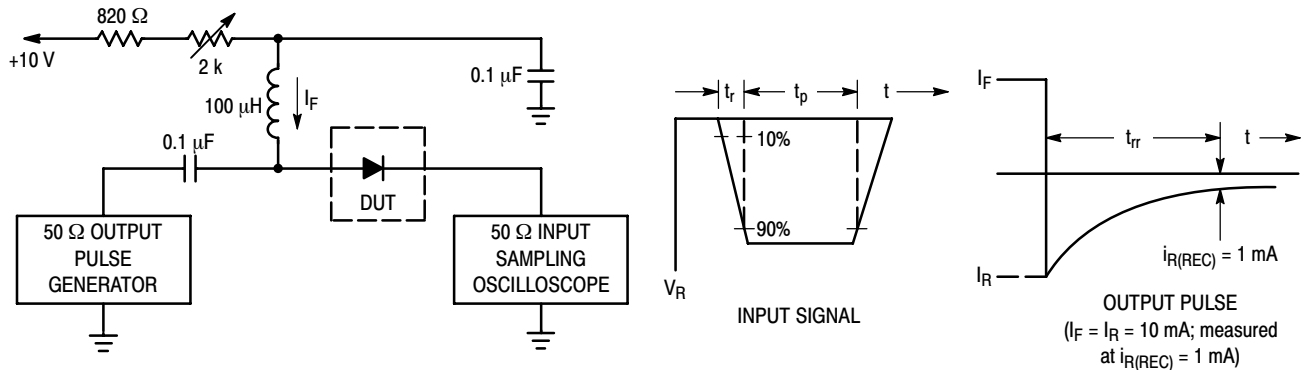 820 Ω
+10 V
2 k
100 μH
I_F
0.1 μF
0.1 μF
DUT
50 Ω OUTPUT
PULSE
GENERATOR
50 Ω INPUT
SAMPLING
OSCILLOSCOPE
t_r
t_p
t
10%
90%
V_R
INPUT SIGNAL
I_F
t_rr
t
i_R(REC) = 1 mA
I_R
OUTPUT PULSE
(I_F = I_R = 10 mA; measured
at i_R(REC) = 1 mA)